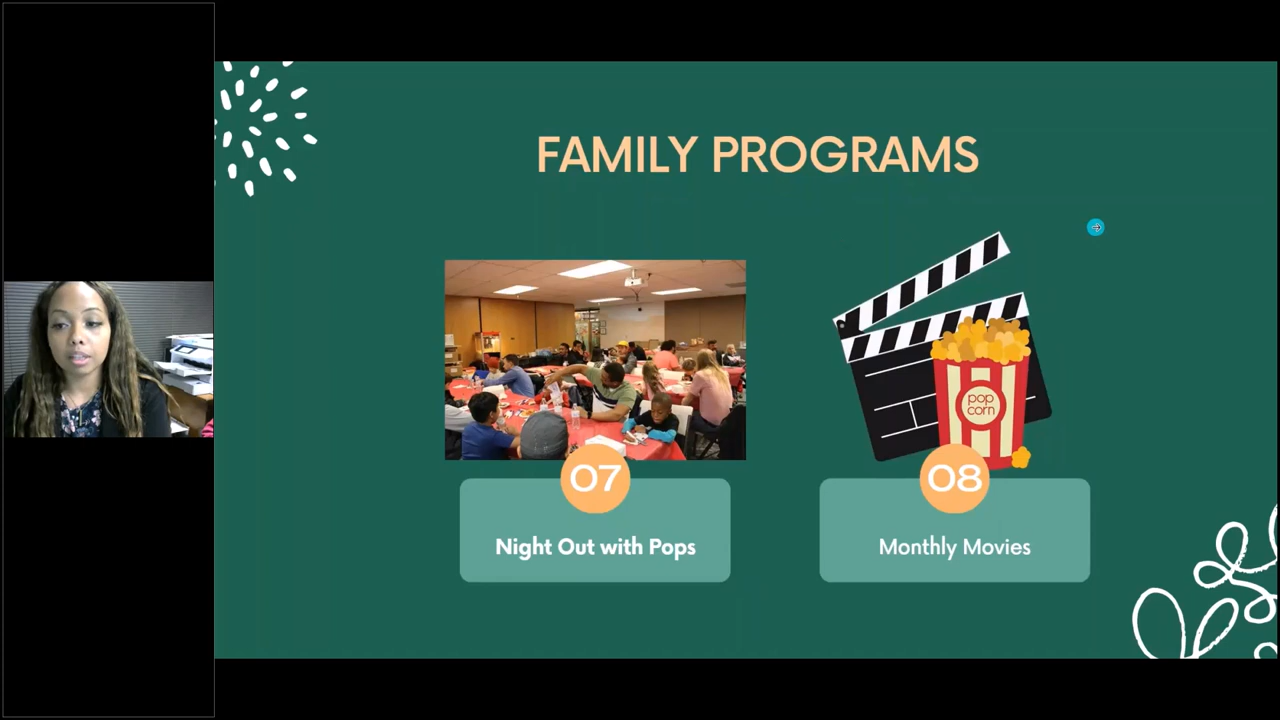 FAMILY PROGRAMS
pop
corn
07
08
Night Out with Pops
Monthly Movies